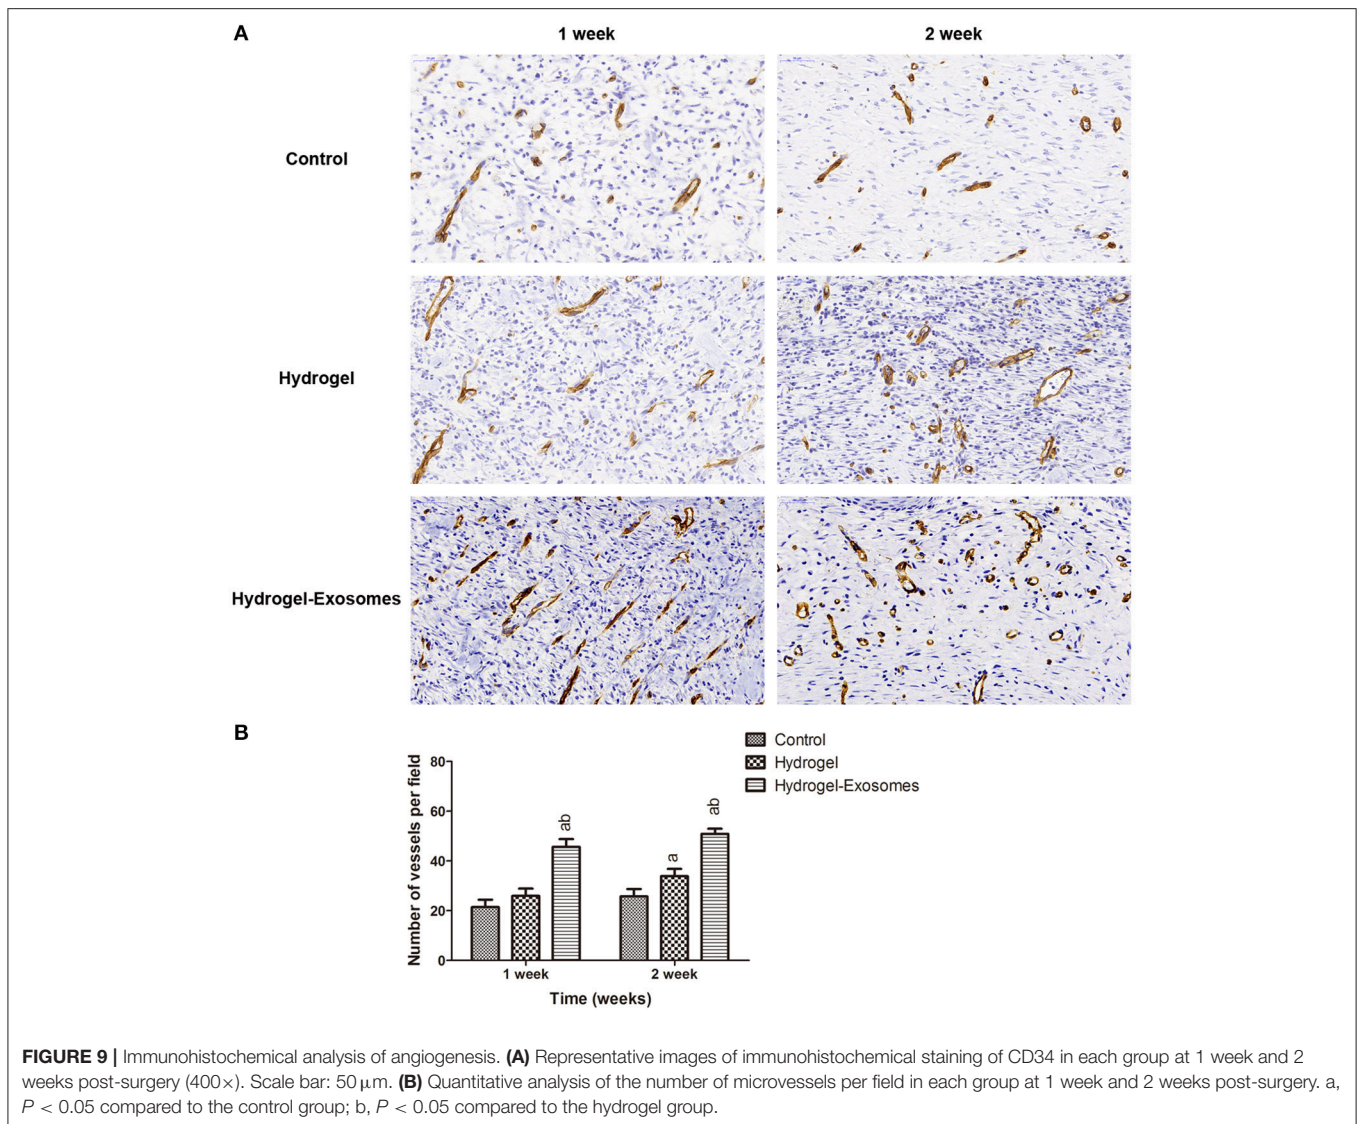 A
1 week
2 week
Control
Hydrogel
Hydrogel-Exosomes
B
Control
Hydrogel
Hydrogel-Exosomes
Number of vessels per field
80
60
40
20
0
ab
a
ab
1 week
2 week
Time (weeks)
FIGURE 9 | Immunohistochemical analysis of angiogenesis. (A) Representative images of immunohistochemical staining of CD34 in each group at 1 week and 2
weeks post-surgery (400×). Scale bar: 50 μm. (B) Quantitative analysis of the number of microvessels per field in each group at 1 week and 2 weeks post-surgery. a,
P < 0.05 compared to the control group; b, P < 0.05 compared to the hydrogel group.